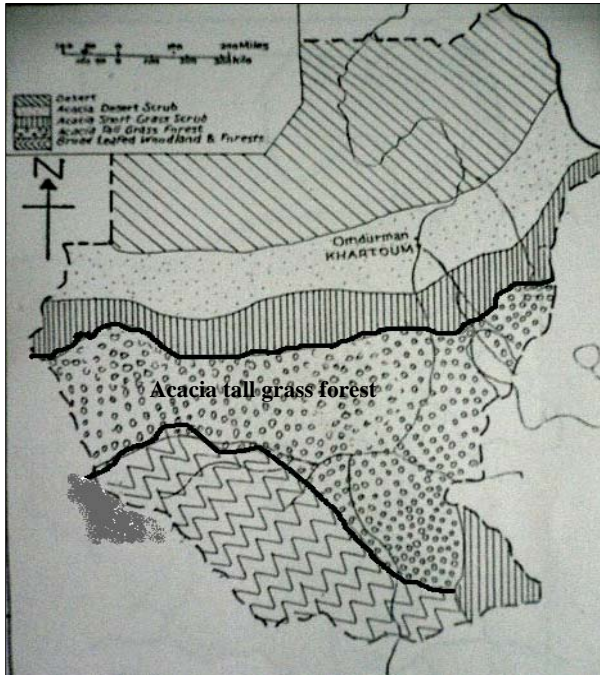 Miles
Desert
Acacia Desert Scrub
Acacia Short Grass Scrub
Acacia Tall Grass Forest
Broad Leafed Woodland & Forests
N
Omdurman
KHARTOUM
Acacia tall grass forest